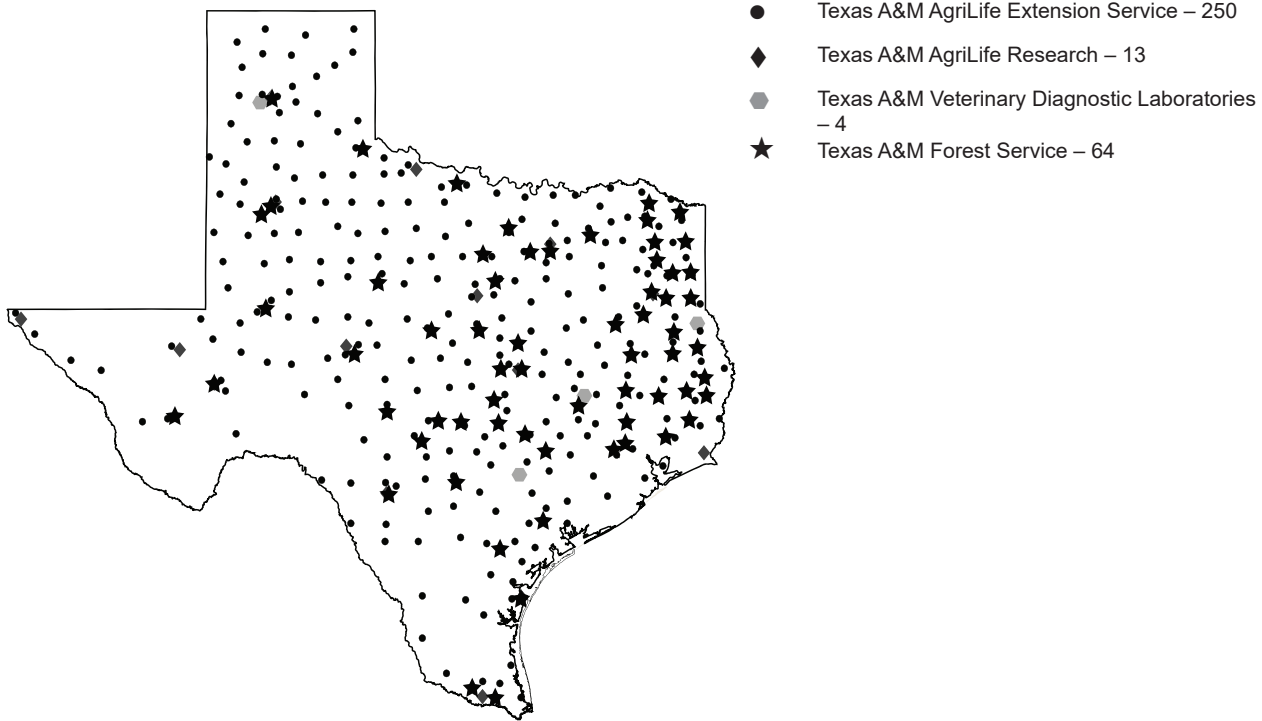 Texas A&M AgriLife Extension Service – 250
Texas A&M AgriLife Research – 13
Texas A&M Veterinary Diagnostic Laboratories
– 4
Texas A&M Forest Service – 64